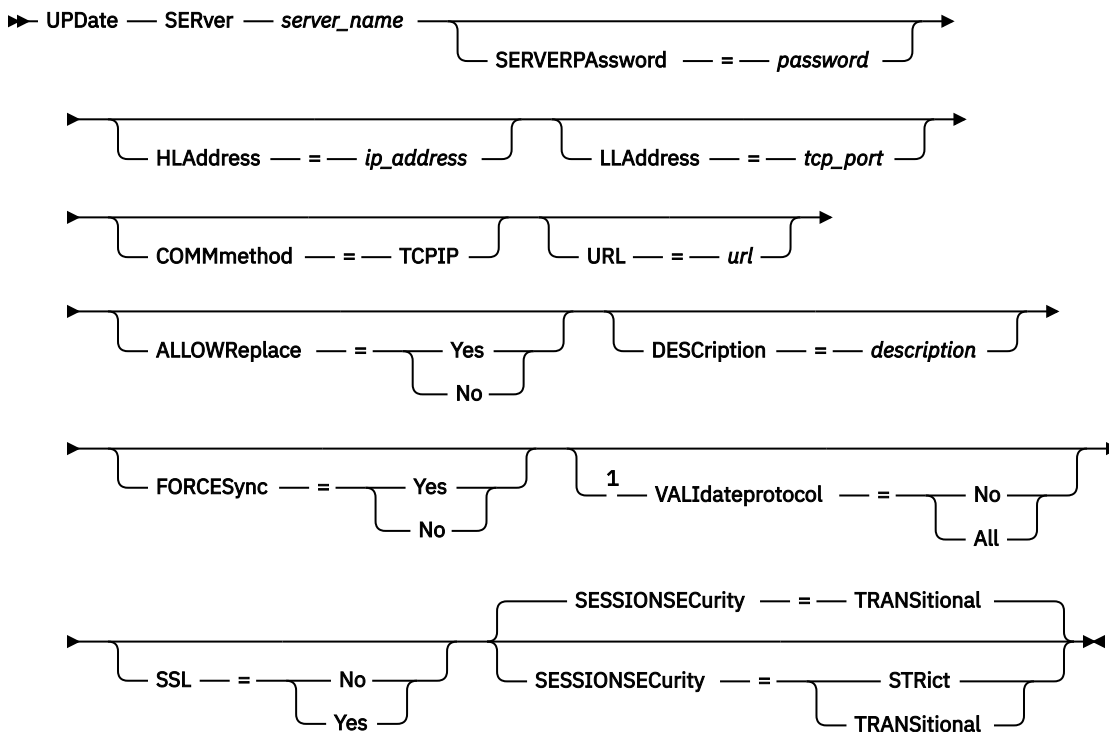 UPDate SERver server_name
SERVERPAssword = password
HLAddress = ip_address LLAddress = tcp_port
COMMmethod = TCPIP URL = url
ALLOWReplace = Yes DESCription = description
No
FORCESync = Yes 1 VALIdateprotocol = No
No All
SESSIONSECurity = TRANSitional
SSL = No SESSIONSECurity = STRict
Yes TRANSitional